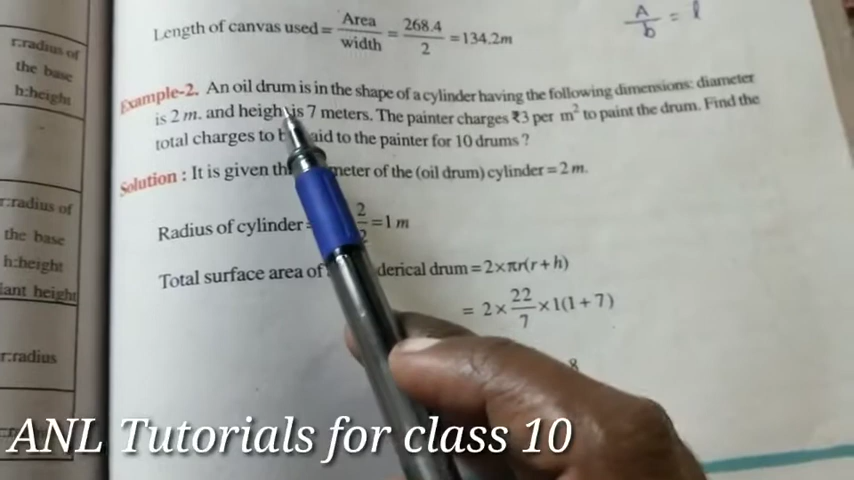 r:radius of
the base
h:height
r:radius of
the base
h:height
lant height
r:radius
Length of canvas used = Area / width = 268.4 / 2 = 134.2m
A / b = l
Example-2. An oil drum is in the shape of a cylinder having the following dimensions: diameter
is 2 m. and height is 7 meters. The painter charges ₹3 per m² to paint the drum. Find the
total charges to b aid to the painter for 10 drums ?
Solution : It is given th meter of the (oil drum) cylinder = 2 m.
Radius of cylinder = 2 / 2 = 1 m
Total surface area of derical drum = 2×πr(r + h)
= 2 × 22 / 7 × 1(1 + 7)
8
ANL Tutorials for class 10